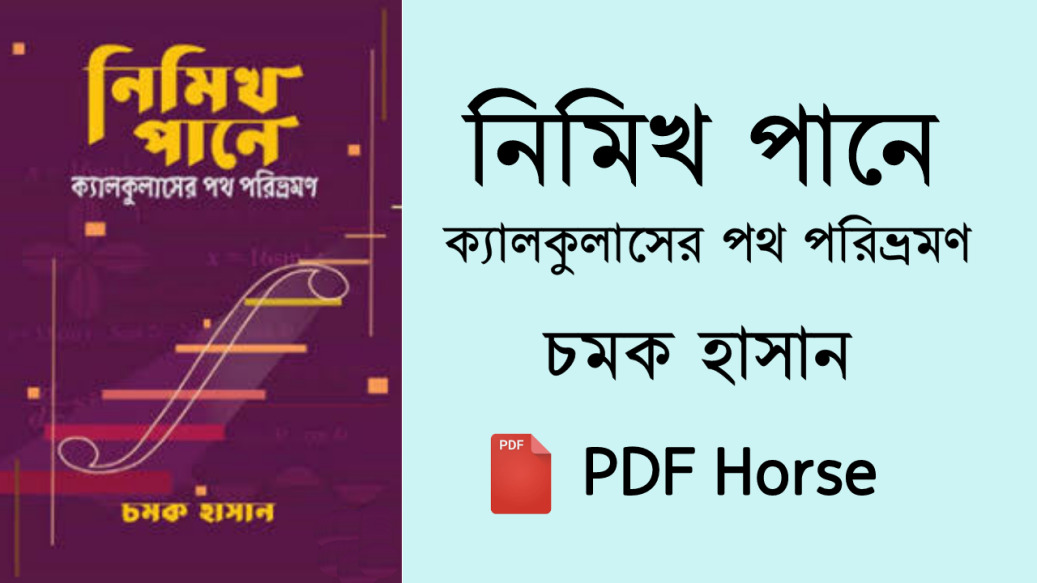 নিমিখ
পানে
ক্যালকুলাসের পথ পরিভ্রমণ
চমক হাসান
নিমিখ পানে
ক্যালকুলাসের পথ পরিভ্রমণ
চমক হাসান
PDF
PDF Horse